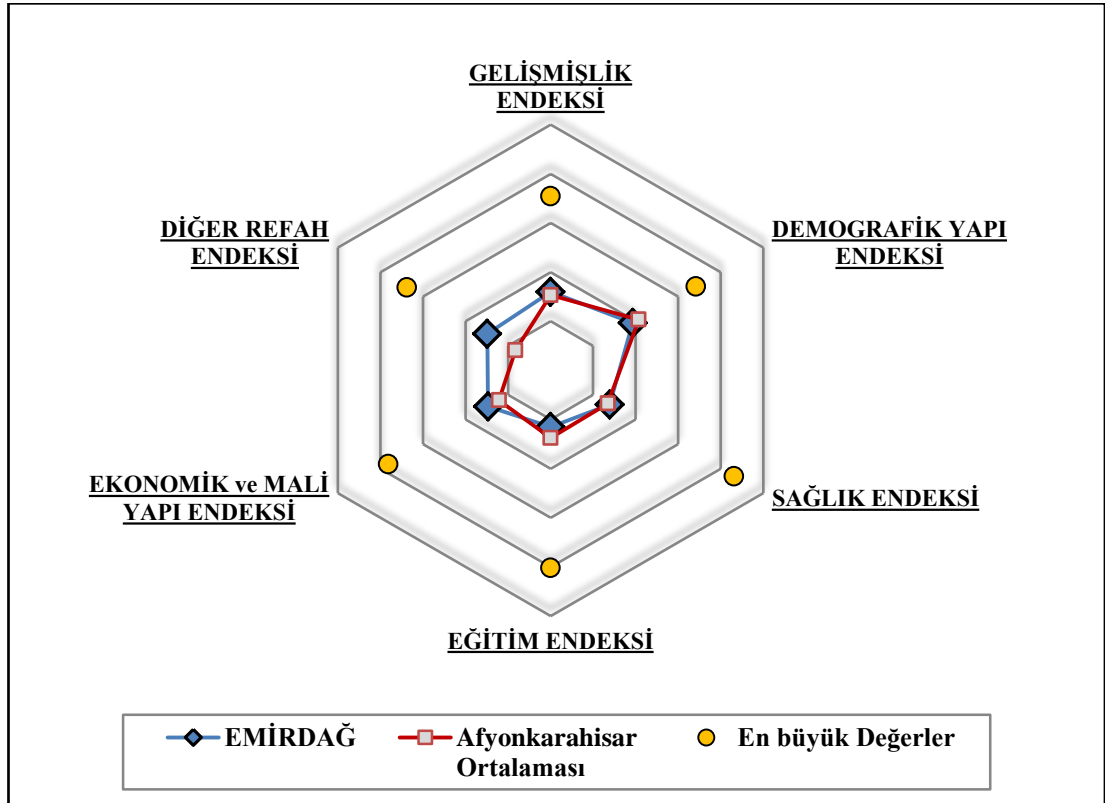 GELİŞMİŞLİK
ENDEKSİ
DEMOGRAFİK YAPI
ENDEKSİ
SAĞLIK ENDEKSİ
EĞİTİM ENDEKSİ
EKONOMİK ve MALİ
YAPI ENDEKSİ
DİĞER REFAH
ENDEKSİ
EMİRDAĞ
Afyonkarahisar
Ortalaması
En büyük Değerler